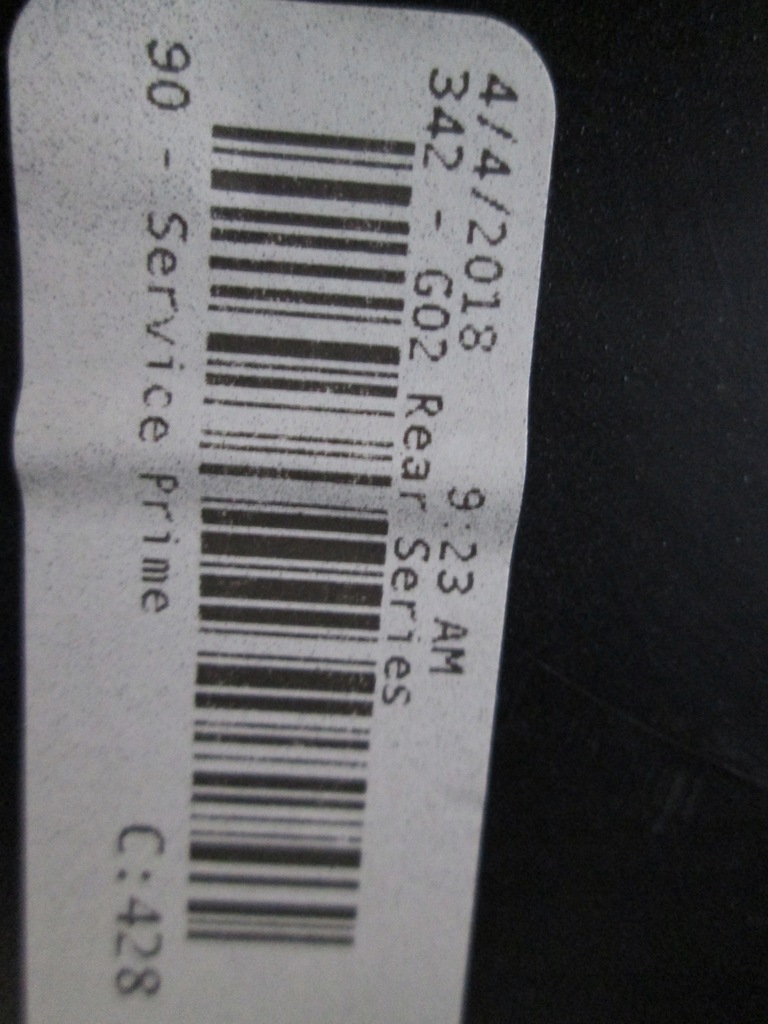 4/4/2018 9:23 AM
342 - G02 Rear Series
90 - Service Prime
C:428